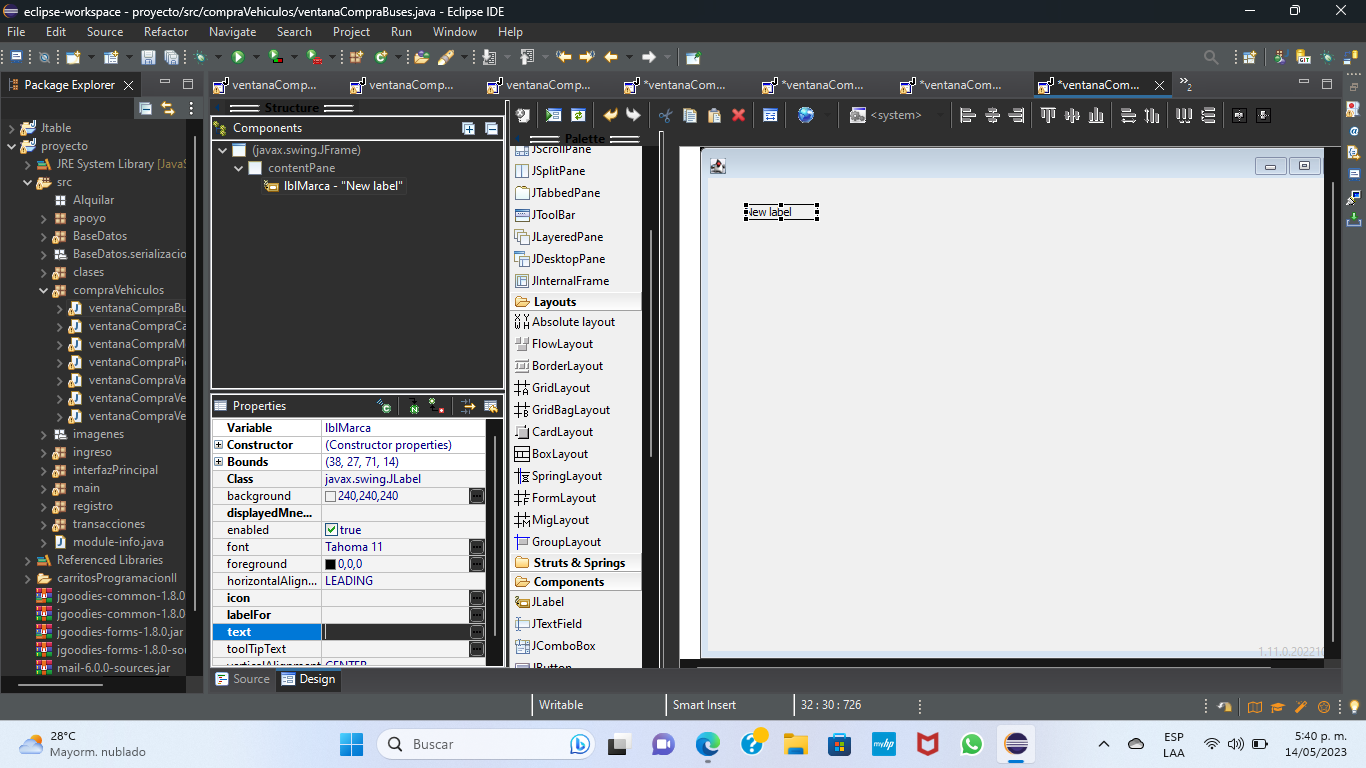 eclipse-workspace - proyecto/src/compraVehiculos/ventanaCompraBuses.java - Eclipse IDE
File Edit Source Refactor Navigate Search Project Run Window Help
Package Explorer
ventanaComp... ventanaComp... ventanaComp... *ventanaCom... *ventanaCom... *ventanaCom... *ventanaCom... 2
Jtable
proyecto
JRE System Library [JavaS
src
Alquilar
apoyo
BaseDatos
BaseDatos.serializacio
clases
compraVehiculos
ventanaCompraBu
ventanaCompraCa
ventanaCompraM
ventanaCompraPi
ventanaCompraVa
ventanaCompraVe
ventanaCompraVe
imagenes
ingreso
interfazPrincipal
main
registro
transacciones
module-info.java
Referenced Libraries
carritosProgramacionII
jgoodies-common-1.8.0
jgoodies-common-1.8.0
jgoodies-forms-1.8.0.jar
jgoodies-forms-1.8.0-sou
mail-6.0.0-sources.jar
Structure
Components
(javax.swing.JFrame)
contentPane
lblMarca - "New label"
Properties
Variable lblMarca
Constructor (Constructor properties)
Bounds (38, 27, 71, 14)
Class javax.swing.JLabel
background 240,240,240
displayedMne...
enabled true
font Tahoma 11
foreground 0,0,0
horizontalAlign... LEADING
icon
labelFor
text
toolTipText
verticalAlignment CENTER
<system>
Palette
JScrollPane
JSplitPane
JTabbedPane
JToolBar
JLayeredPane
JDesktopPane
JInternalFrame
Layouts
Absolute layout
FlowLayout
BorderLayout
GridLayout
GridBagLayout
CardLayout
BoxLayout
SpringLayout
FormLayout
MigLayout
GroupLayout
Struts & Springs
Components
JLabel
JTextField
JComboBox
JButton
New label
1.11.0.202210
Source Design
Writable Smart Insert 32 : 30 : 726
28°C
Mayorm. nublado
Buscar
myhp
ESP
LAA
5:40 p. m.
14/05/2023